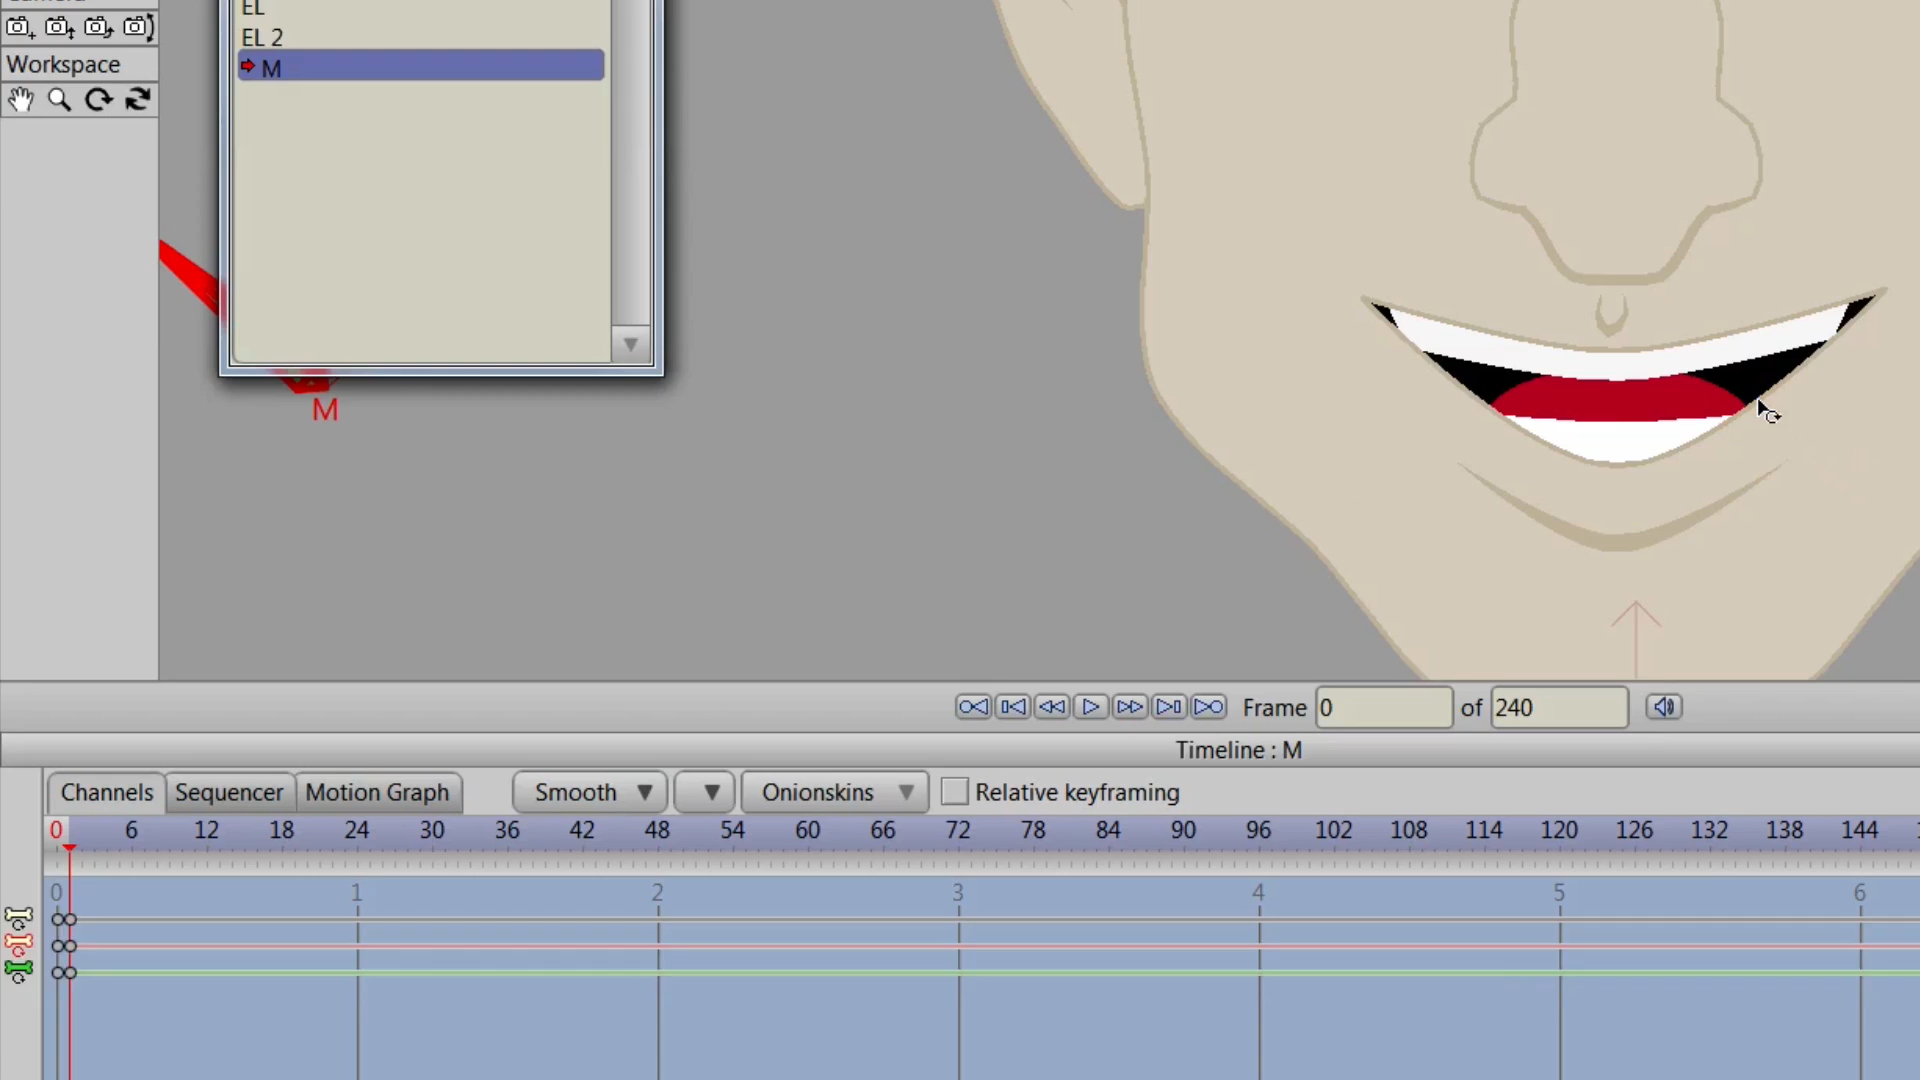 EL
EL 2
M
Workspace
M
Frame 0 of 240
Timeline : M
Channels Sequencer Motion Graph Smooth Onionskins Relative keyframing
0 6 12 18 24 30 36 42 48 54 60 66 72 78 84 90 96 102 108 114 120 126 132 138 144
0 1 2 3 4 5 6